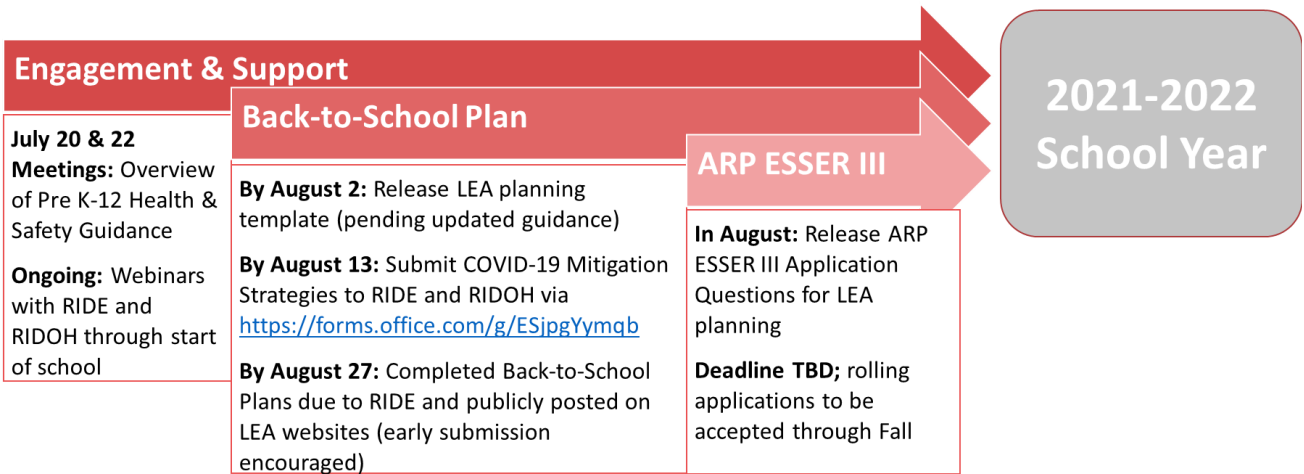 Engagement & Support
July 20 & 22
Meetings: Overview
of Pre K-12 Health &
Safety Guidance
Ongoing: Webinars
with RIDE and
RIDOH through start
of school
Back-to-School Plan
By August 2: Release LEA planning
template (pending updated guidance)
By August 13: Submit COVID-19 Mitigation
Strategies to RIDE and RIDOH via
https://forms.office.com/g/ESjpgYymqb
By August 27: Completed Back-to-School
Plans due to RIDE and publicly posted on
LEA websites (early submission
encouraged)
ARP ESSER III
In August: Release ARP
ESSER III Application
Questions for LEA
planning
Deadline TBD; rolling
applications to be
accepted through Fall
2021-2022
School Year